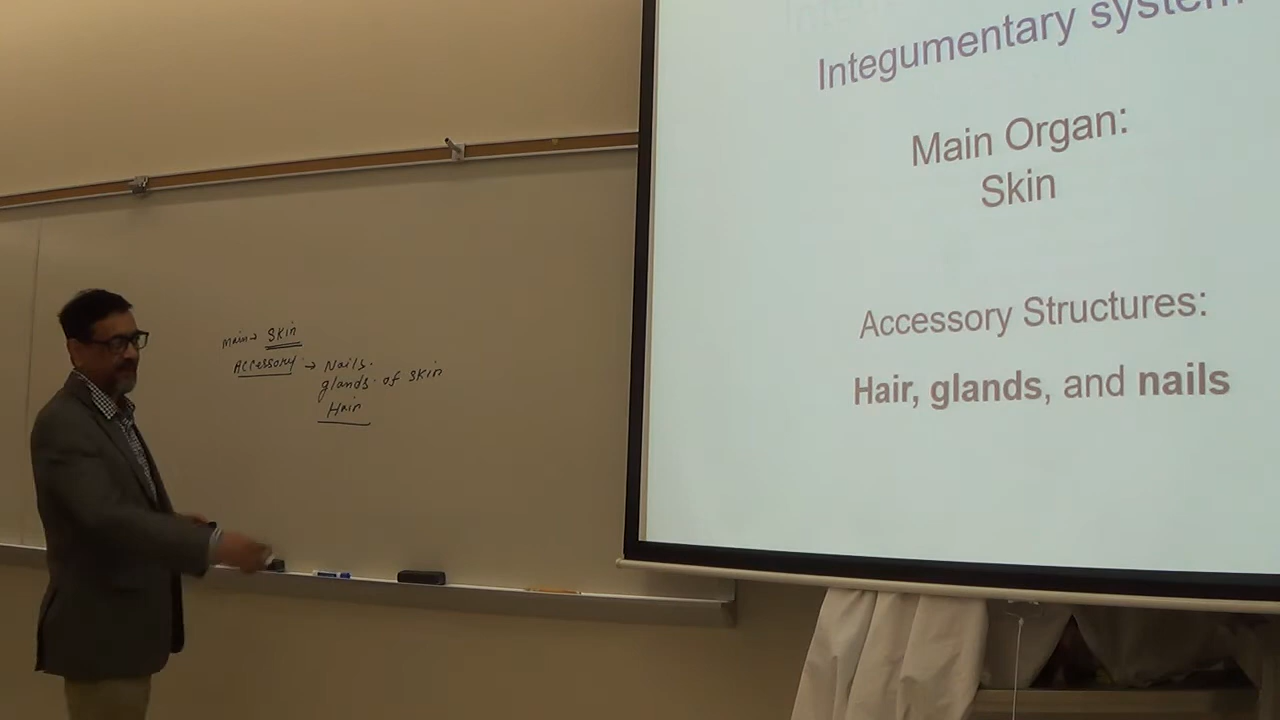 main → Skin
Accessory → Nails.
glands of skin
Hair
Integumentary system
Main Organ:
Skin
Accessory Structures:
Hair, glands, and nails